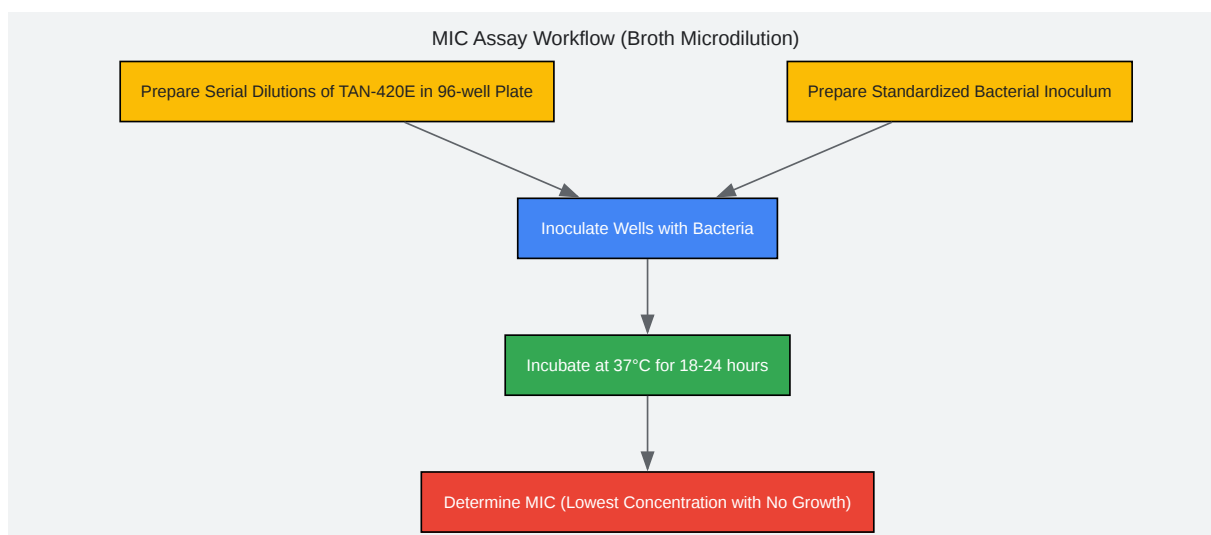 MIC Assay Workflow (Broth Microdilution)
Prepare Serial Dilutions of TAN-420E in 96-well Plate
Prepare Standardized Bacterial Inoculum
Inoculate Wells with Bacteria
Incubate at 37°C for 18-24 hours
Determine MIC (Lowest Concentration with No Growth)